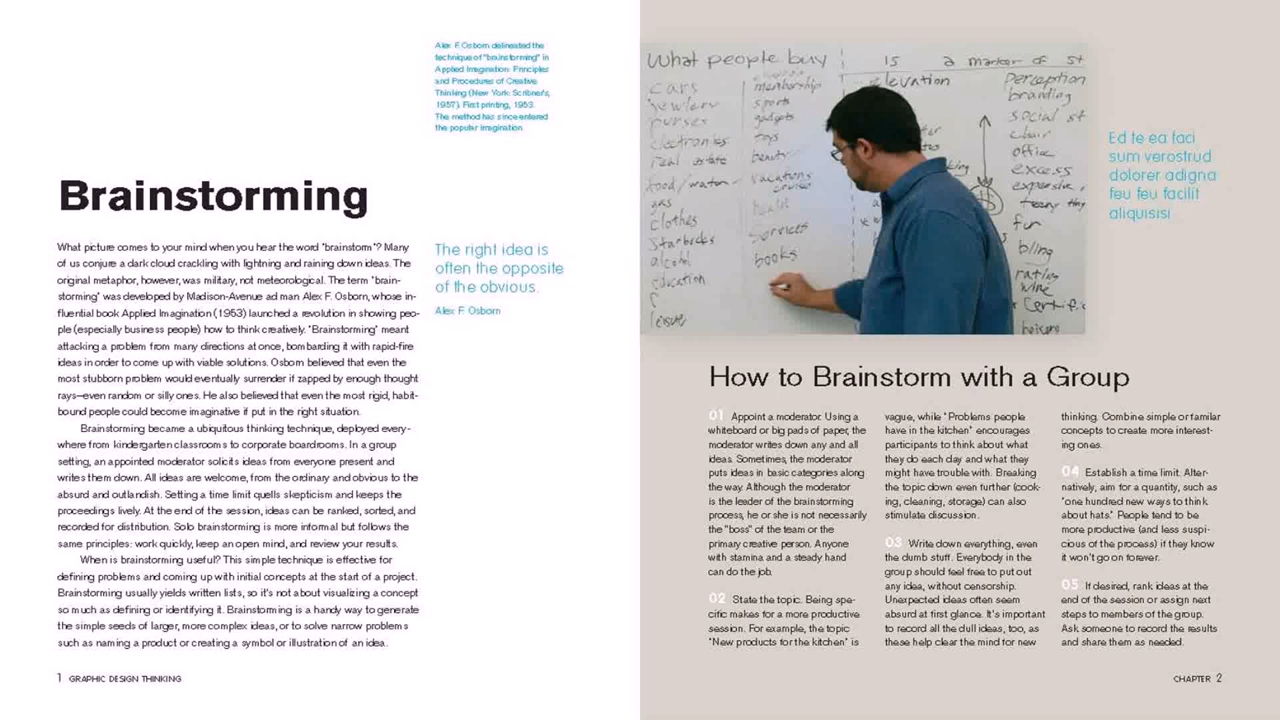 Alex F. Osborn delineated the
technique of "brainstorming" in
Applied Imagination: Principles
and Procedures of Creative
Thinking (New York: Scribner's,
1957). First printing, 1953.
The method has since entered
the popular imagination.
Brainstorming
What picture comes to your mind when you hear the word "brainstorm"? Many
of us conjure a dark cloud crackling with lightning and raining down ideas. The
original metaphor, however, was military, not meteorological. The term "brain-
storming" was developed by Madison-Avenue ad man Alex F. Osborn, whose in-
fluential book Applied Imagination (1953) launched a revolution in showing peo-
ple (especially business people) how to think creatively. "Brainstorming" meant
attacking a problem from many directions at once, bombarding it with rapid-fire
ideas in order to come up with viable solutions. Osborn believed that even the
most stubborn problem would eventually surrender if zapped by enough thought
rays—even random or silly ones. He also believed that even the most rigid, habit-
bound people could become imaginative if put in the right situation.
Brainstorming became a ubiquitous thinking technique, deployed every-
where from kindergarten classrooms to corporate boardrooms. In a group
setting, an appointed moderator solicits ideas from everyone present and
writes them down. All ideas are welcome, from the ordinary and obvious to the
absurd and outlandish. Setting a time limit quells skepticism and keeps the
proceedings lively. At the end of the session, ideas can be ranked, sorted, and
recorded for distribution. Solo brainstorming is more informal but follows the
same principles: work quickly, keep an open mind, and review your results.
When is brainstorming useful? This simple technique is effective for
defining problems and coming up with initial concepts at the start of a project.
Brainstorming usually yields written lists, so it's not about visualizing a concept
so much as defining or identifying it. Brainstorming is a handy way to generate
the simple seeds of larger, more complex ideas, or to solve narrow problems
such as naming a product or creating a symbol or illustration of an idea.
The right idea is
often the opposite
of the obvious.
Alex F. Osborn
1 GRAPHIC DESIGN THINKING
What people buy is a marker of st
cars
jewlery
purses
electronics
real estate
food/water
gas
clothes
Starbucks
alcohol
education
leisure
membership
sports
gadgets
toys
beauty
vacations
health
services
books
elevation
Perception
branding
social st
chair
office
excess
expensive,
fur
bling
rating
wine
Certific
Ed te ea faci
sum verostrud
dolorer adigna
feu feu facilit
aliquisisi
How to Brainstorm with a Group
01 Appoint a moderator. Using a
whiteboard or big pads of paper, the
moderator writes down any and all
ideas. Sometimes, the moderator
puts ideas in basic categories along
the way. Although the moderator
is the leader of the brainstorming
process, he or she is not necessarily
the "boss" of the team or the
primary creative person. Anyone
with stamina and a steady hand
can do the job.
02 State the topic. Being spe-
cific makes for a more productive
session. For example, the topic
"New products for the kitchen" is
vague, while "Problems people
have in the kitchen" encourages
participants to think about what
they do each day and what they
might have trouble with. Breaking
the topic down even further (cook-
ing, cleaning, storage) can also
stimulate discussion.
03 Write down everything, even
the dumb stuff. Everybody in the
group should feel free to put out
any idea, without censorship.
Unexpected ideas often seem
absurd at first glance. It's important
to record all the dull ideas, too, as
these help clear the mind for new
thinking. Combine simple or familar
concepts to create more interest-
ing ones.
04 Establish a time limit. Alter-
natively, aim for a quantity, such as
"one hundred new ways to think
about hats." People tend to be
more productive (and less suspi-
cious of the process) if they know
it won't go on forever.
05 If desired, rank ideas at the
end of the session or assign next
steps to members of the group.
Ask someone to record the results
and share them as needed.
CHAPTER 2